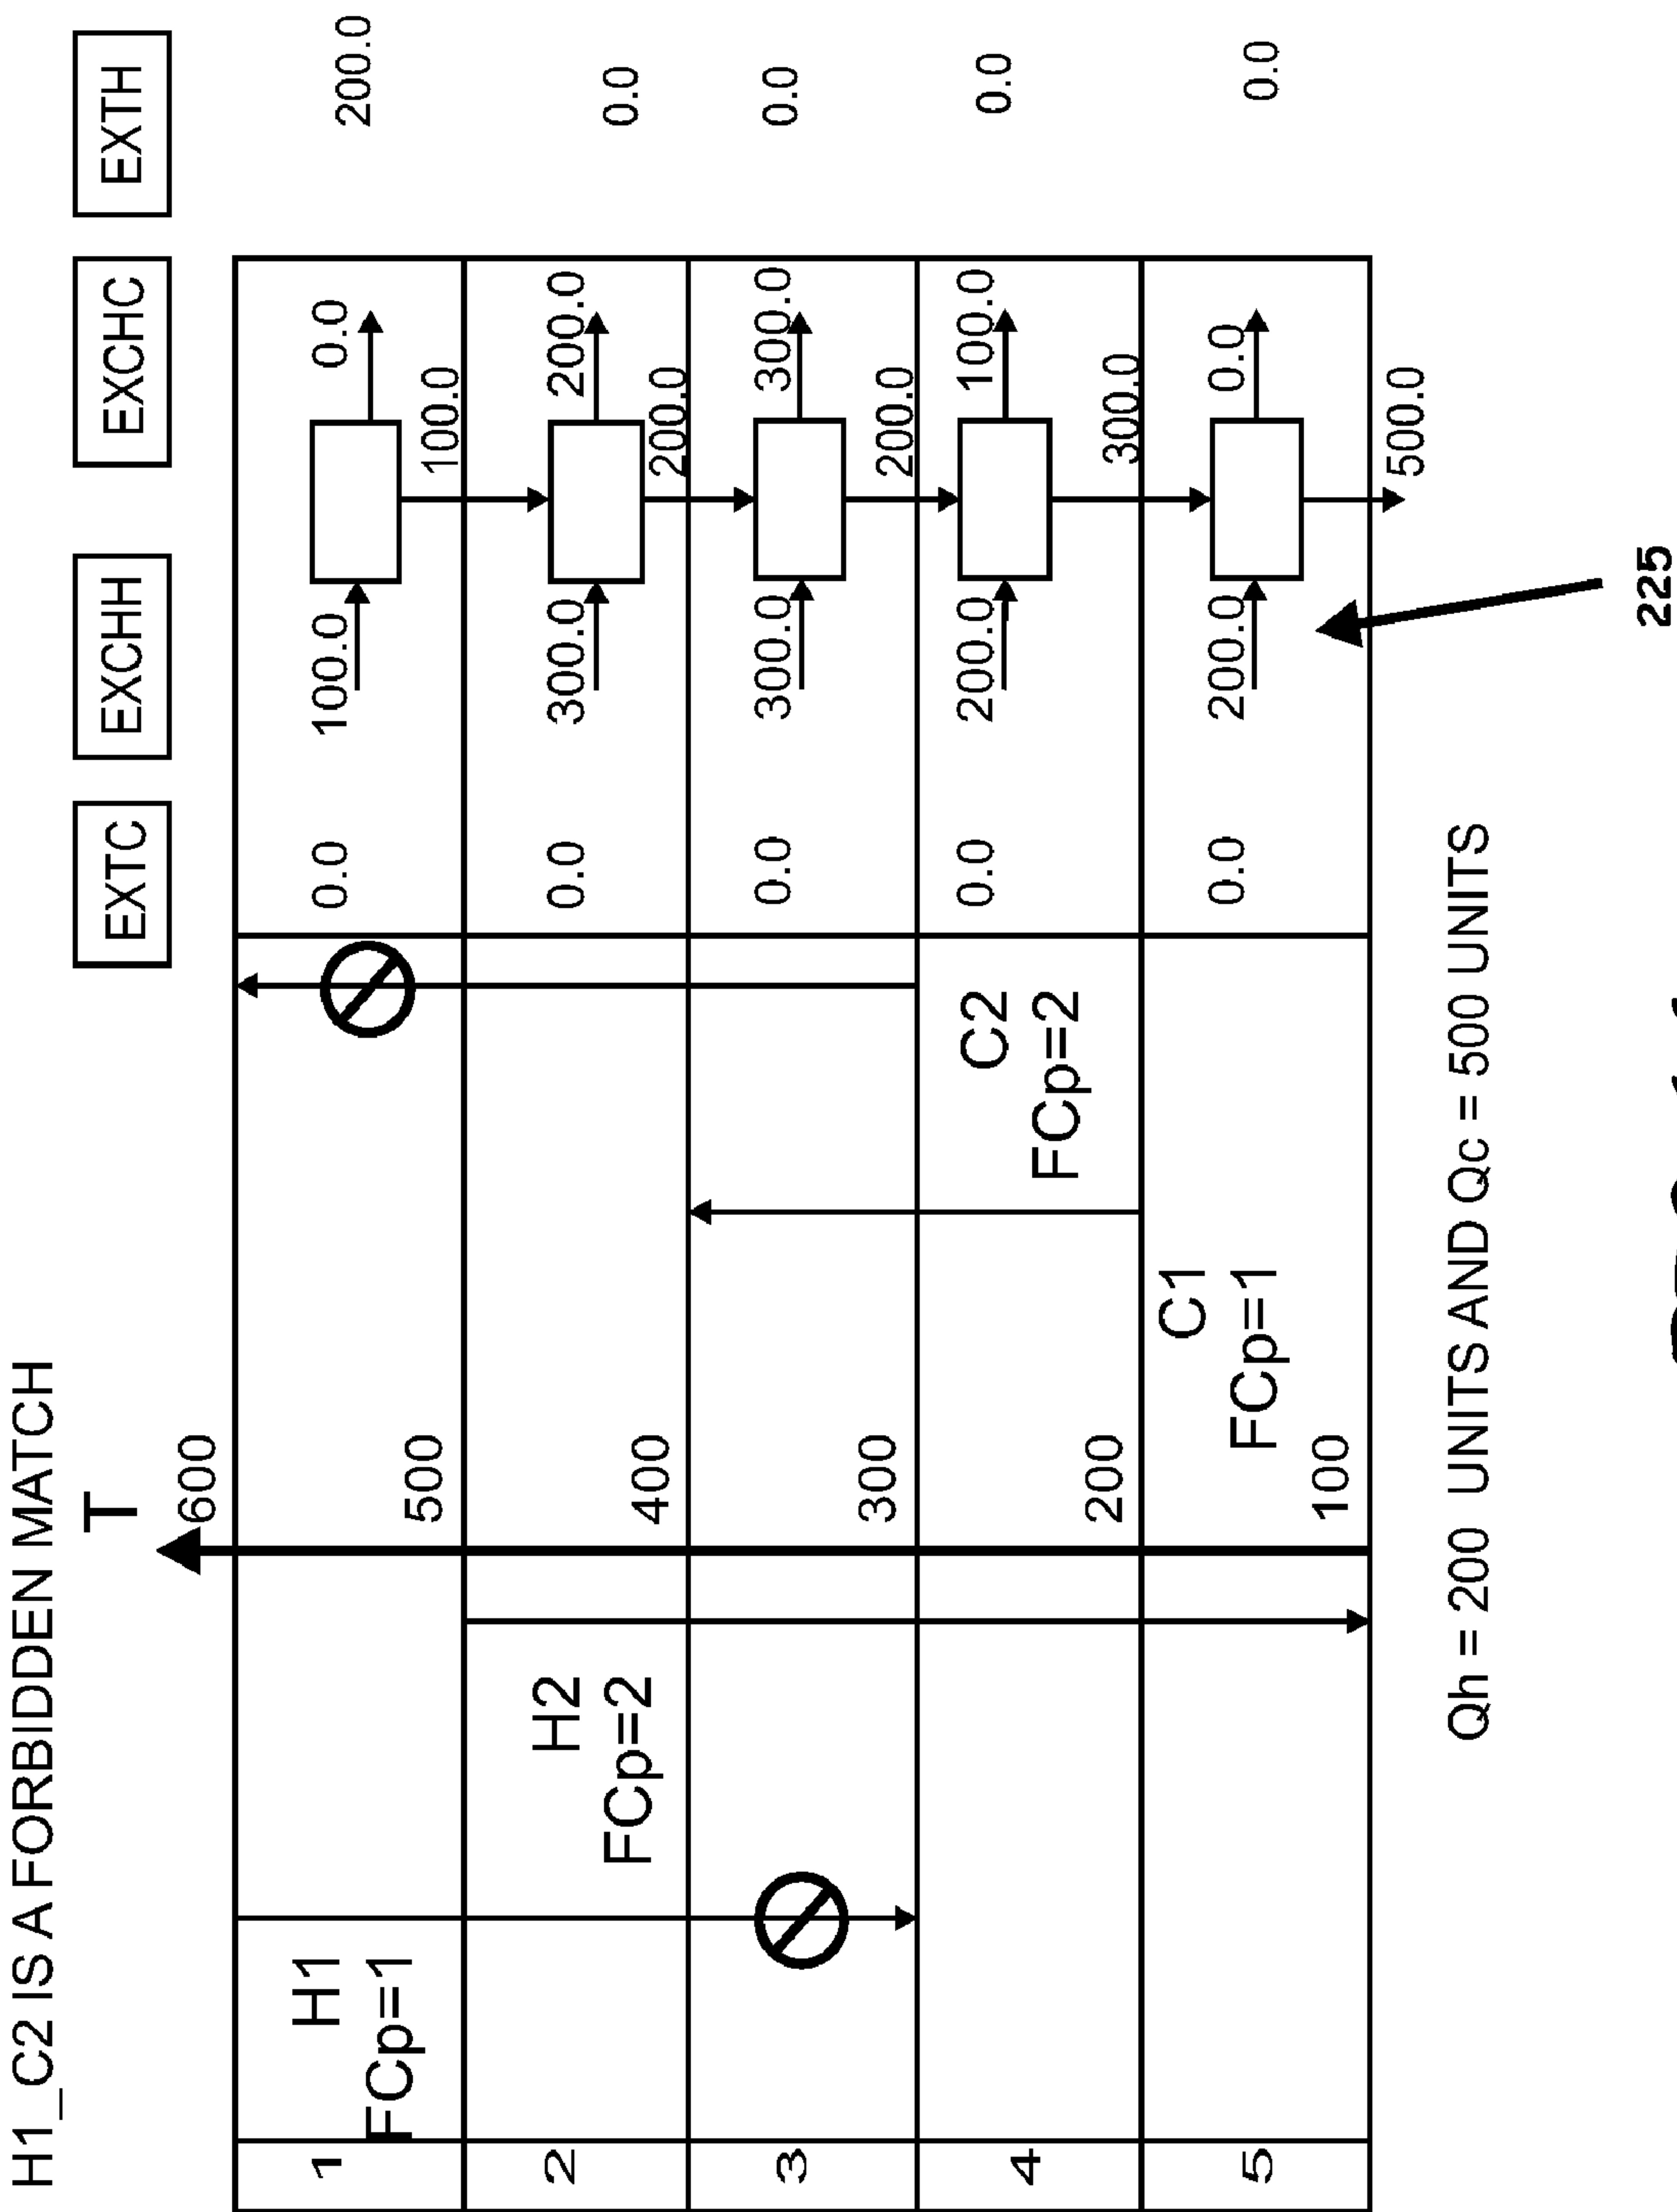 H1_C2 IS A FORBIDDEN MATCH
T
EXTC EXCHH EXCHC EXTH
600
1
H1
FCp=1
0.0 100.0 0.0 200.0
100.0
500
2
H2
FCp=2
0.0 300.0 200.0 0.0
200.0
400
3
0.0 300.0 300.0 0.0
200.0
300
4
C2
FCp=2
0.0 200.0 100.0 0.0
300.0
200
5
C1
FCp=1
0.0 200.0 0.0 0.0
100
500.0
Qh = 200 UNITS AND Qc = 500 UNITS
225